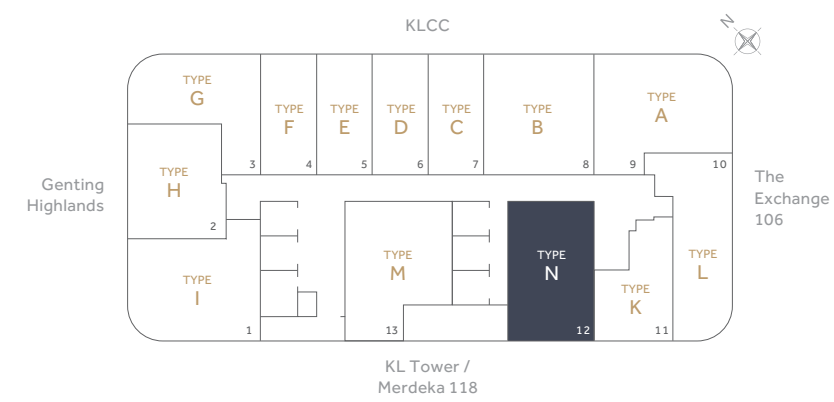 N
KLCC
TYPE
G
3
TYPE
F
4
TYPE
E
5
TYPE
D
6
TYPE
C
7
TYPE
B
8
TYPE
A
9
10
Genting
Highlands
TYPE
H
2
The
Exchange
106
TYPE
I
1
TYPE
M
13
TYPE
N
12
TYPE
K
11
TYPE
L
KL Tower /
Merdeka 118